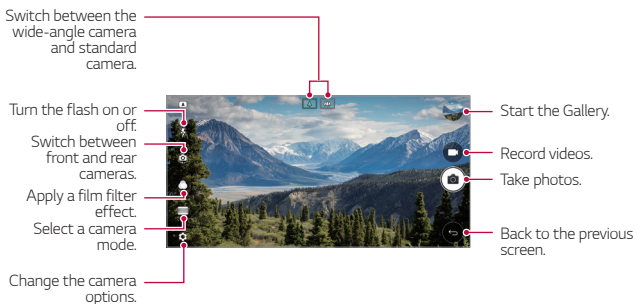 Switch between the
wide-angle camera
and standard
camera.
Turn the flash on or
off.
Switch between
front and rear
cameras.
Apply a film filter
effect.
Select a camera
mode.
Change the camera
options.
Start the Gallery.
Record videos.
Take photos.
Back to the previous
screen.